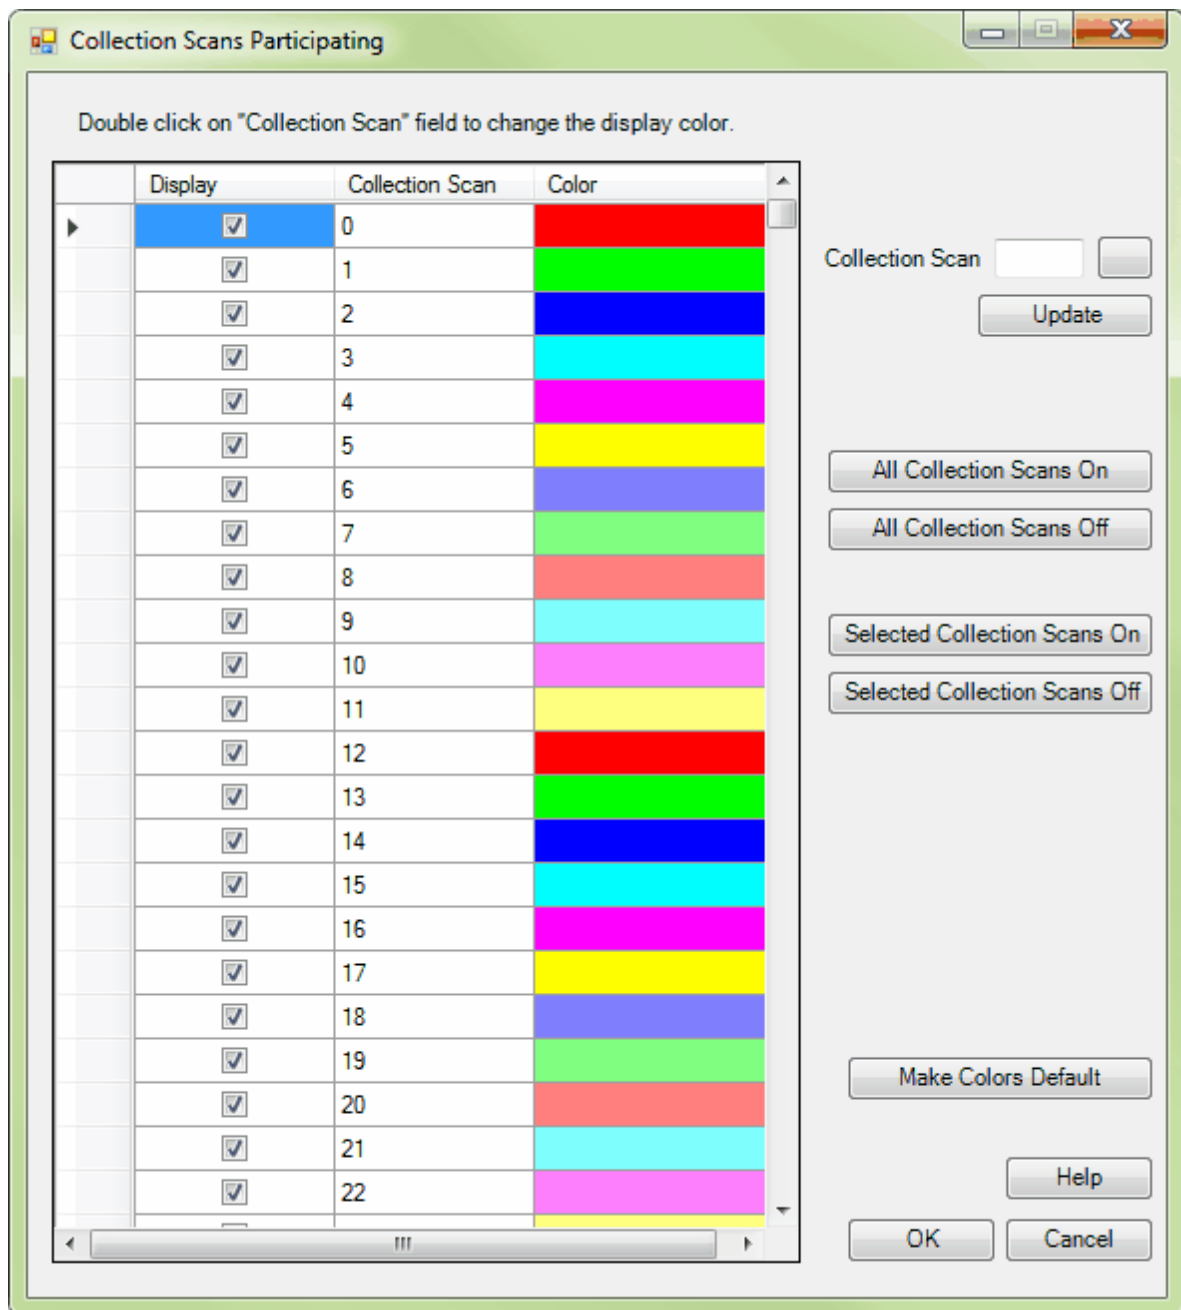 Collection Scans Participating
Double click on "Collection Scan" field to change the display color.
Display Collection Scan Color
0
1
2
3
4
5
6
7
8
9
10
11
12
13
14
15
16
17
18
19
20
21
22
Collection Scan
Update
All Collection Scans On
All Collection Scans Off
Selected Collection Scans On
Selected Collection Scans Off
Make Colors Default
Help
OK Cancel